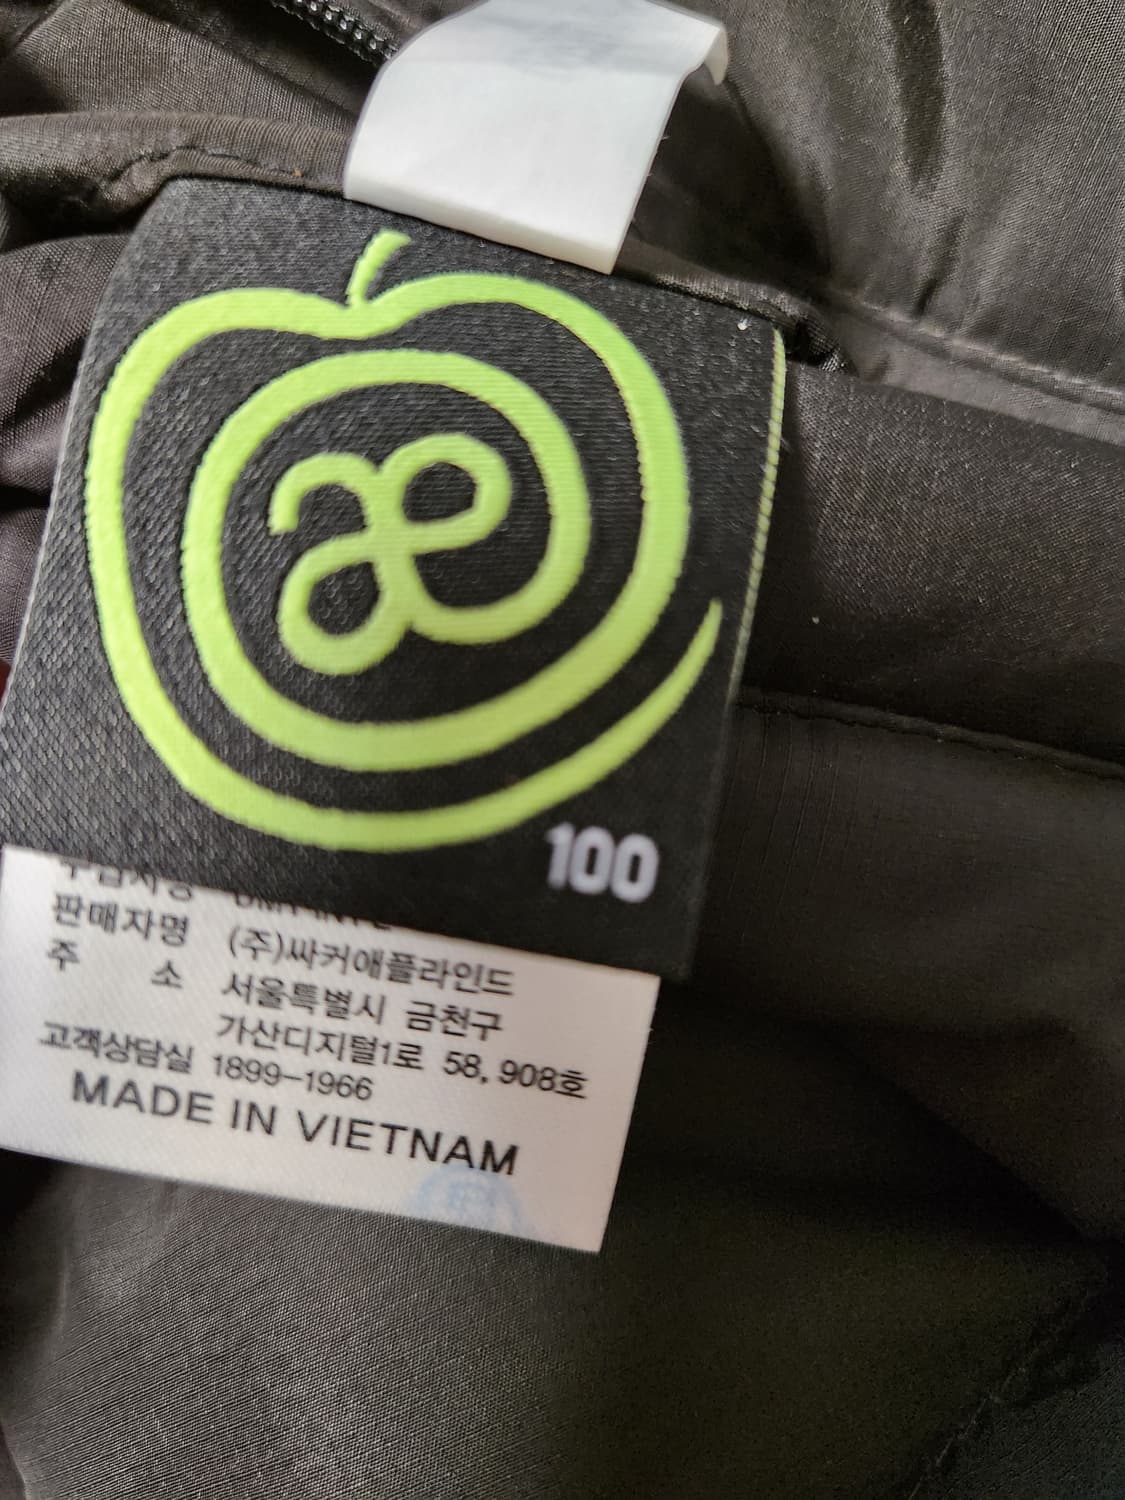 æ
100
판매자명 (주)싸커애플라인드
주 소 서울특별시 금천구
가산디지털1로 58, 908호
고객상담실 1899-1966
MADE IN VIETNAM